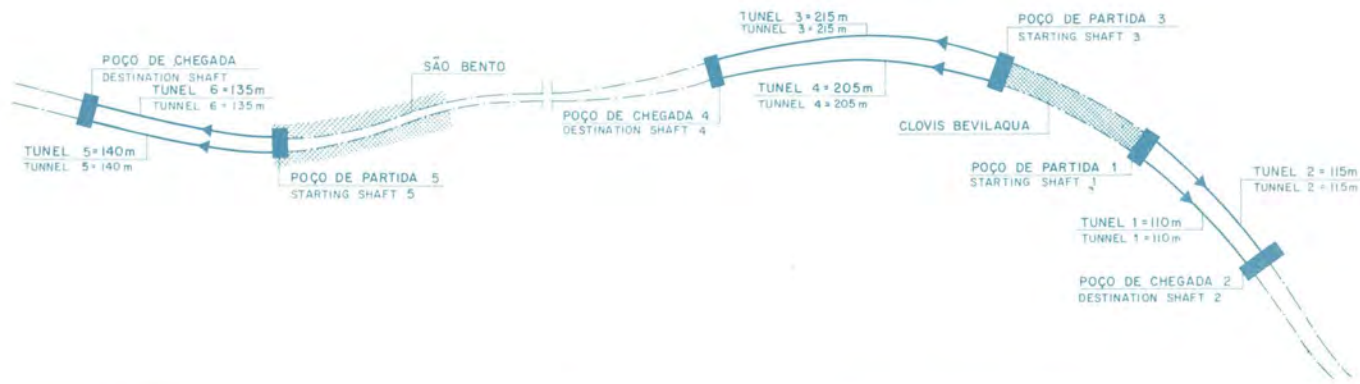 POÇO DE CHEGADA
DESTINATION SHAFT
TUNEL 6=135m
TUNNEL 6=135m
TUNEL 5=140m
TUNNEL 5=140m
SÃO BENTO
POÇO DE PARTIDA 5
STARTING SHAFT 5
TUNEL 3=215m
TUNNEL 3=215m
POÇO DE CHEGADA 4
DESTINATION SHAFT 4
TUNEL 4=205m
TUNNEL 4=205m
POÇO DE PARTIDA 3
STARTING SHAFT 3
CLOVIS BEVILAQUA
POÇO DE PARTIDA 1
STARTING SHAFT 1
TUNEL 2=115m
TUNNEL 2=115m
TUNEL 1=110m
TUNNEL 1=110m
POÇO DE CHEGADA 2
DESTINATION SHAFT 2